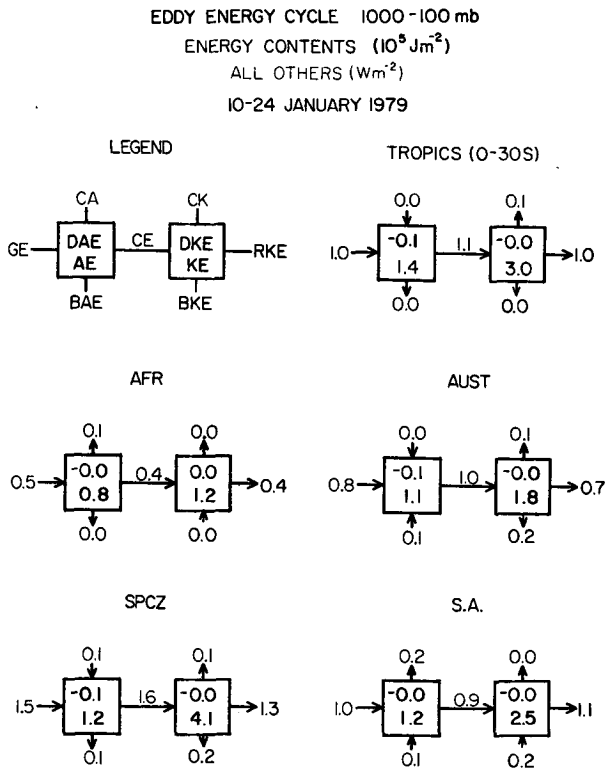 EDDY ENERGY CYCLE 1000-100 mb
ENERGY CONTENTS (10⁵ Jm⁻²)
ALL OTHERS (Wm⁻²)
10-24 JANUARY 1979
LEGEND
CA CK
GE DAE AE CE DKE KE RKE
BAE BKE
TROPICS (0-30S)
0.0 0.1
1.0 -0.1 1.4 1.1 -0.0 3.0 1.0
0.0 0.0
AFR
0.1 0.0
0.5 -0.0 0.8 0.4 0.0 1.2 0.4
0.0 0.0
AUST
0.0 0.1
0.8 -0.1 1.1 1.0 -0.0 1.8 0.7
0.1 0.2
SPCZ
0.1 0.1
1.5 -0.1 1.2 1.6 -0.0 4.1 1.3
0.1 0.2
S.A.
0.2 0.0
1.0 -0.0 1.2 0.9 -0.0 2.5 1.1
0.1 0.2